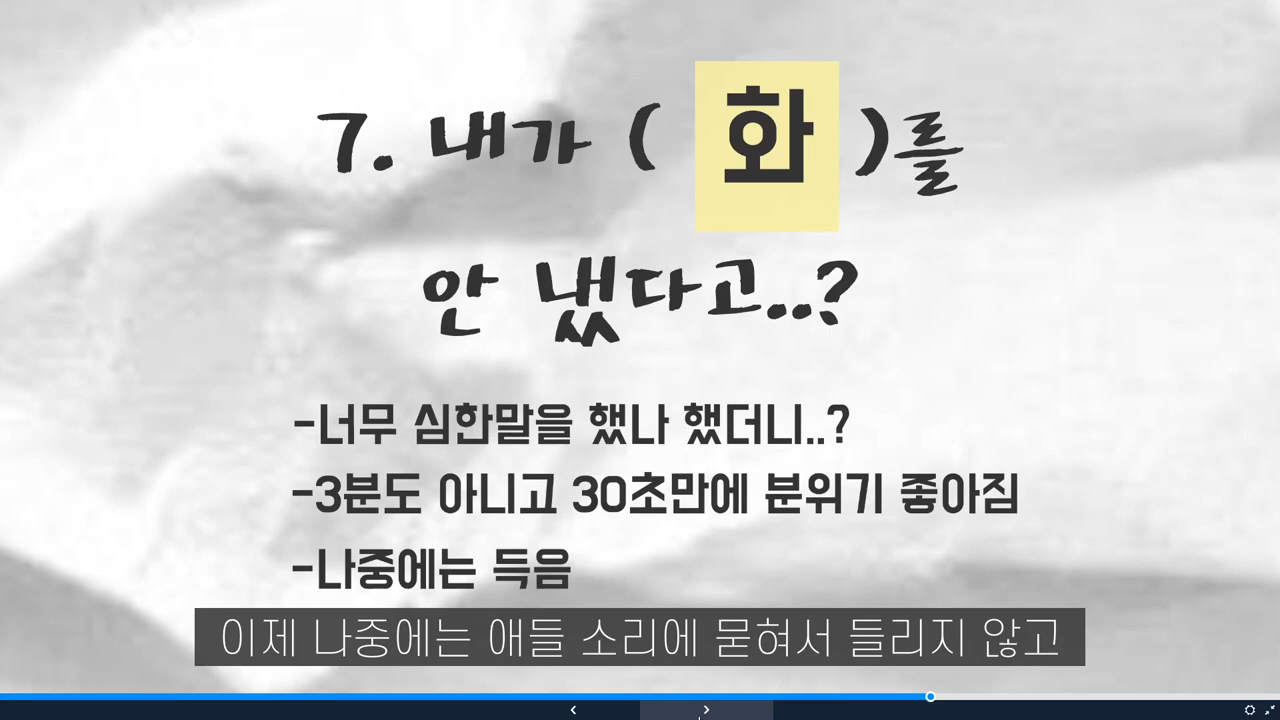 7. 내가 ( 화 )를
안 냈다고..?
-너무 심한말을 했나 했더니..?
-3분도 아니고 30초만에 분위기 좋아짐
-나중에는 득음
이제 나중에는 애들 소리에 묻혀서 들리지 않고